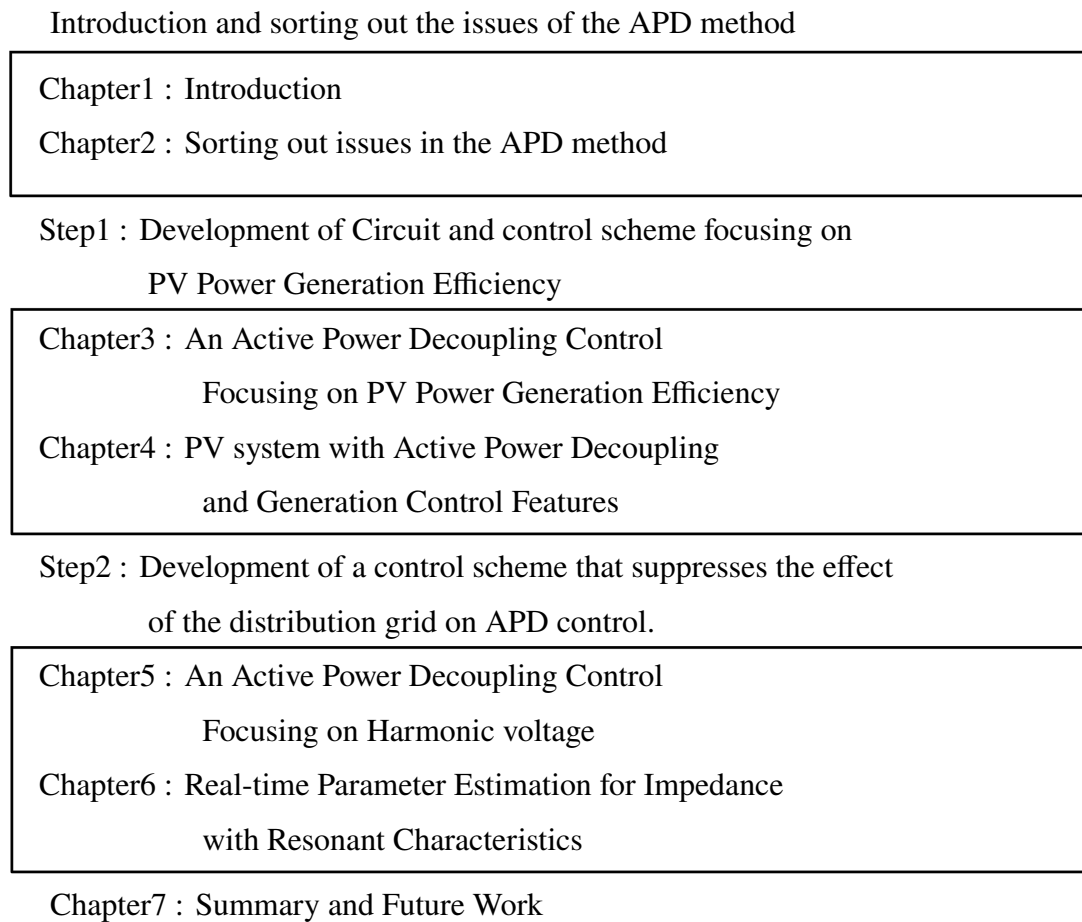 Introduction and sorting out the issues of the APD method
Chapter1 : Introduction
Chapter2 : Sorting out issues in the APD method
Step1 : Development of Circuit and control scheme focusing on
PV Power Generation Efficiency
Chapter3 : An Active Power Decoupling Control
Focusing on PV Power Generation Efficiency
Chapter4 : PV system with Active Power Decoupling
and Generation Control Features
Step2 : Development of a control scheme that suppresses the effect
of the distribution grid on APD control.
Chapter5 : An Active Power Decoupling Control
Focusing on Harmonic voltage
Chapter6 : Real-time Parameter Estimation for Impedance
with Resonant Characteristics
Chapter7 : Summary and Future Work